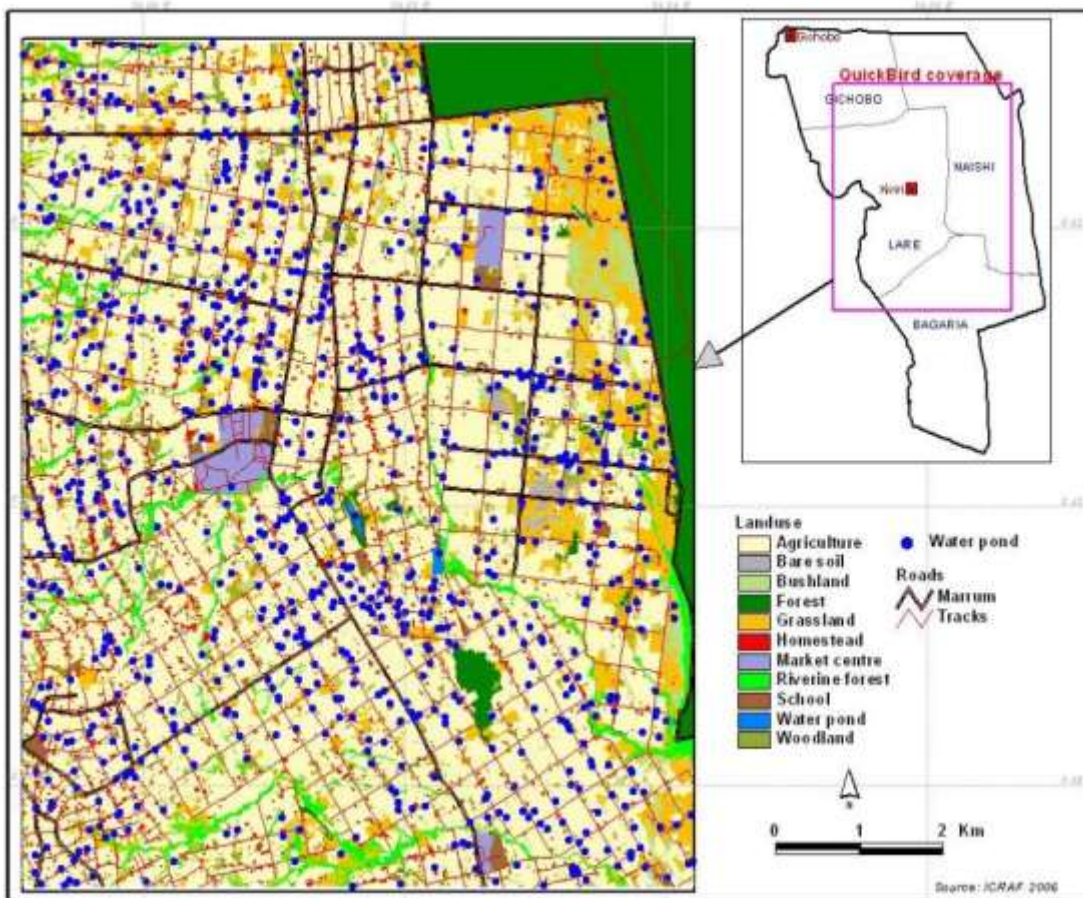 Gichobo
QuickBird coverage
GICHOBO
NAISHI
LARE
BAGARIA
Landuse
Agriculture
Bare soil
Bushland
Forest
Grassland
Homestead
Market centre
Riverine forest
School
Water pond
Woodland
Water pond
Roads
Marrum
Tracks
0 1 2 Km
Source: ICRAF 2006